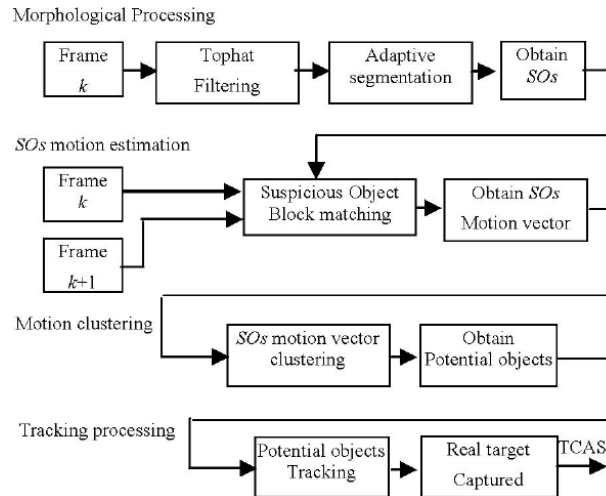 Morphological Processing
Frame
k
Tophat
Filtering
Adaptive
segmentation
Obtain
SOs
SOs motion estimation
Frame
k
Frame
k+1
Suspicious Object
Block matching
Obtain SOs
Motion vector
Motion clustering
SOs motion vector
clustering
Obtain
Potential objects
Tracking processing
Potential objects
Tracking
Real target
Captured
TCAS